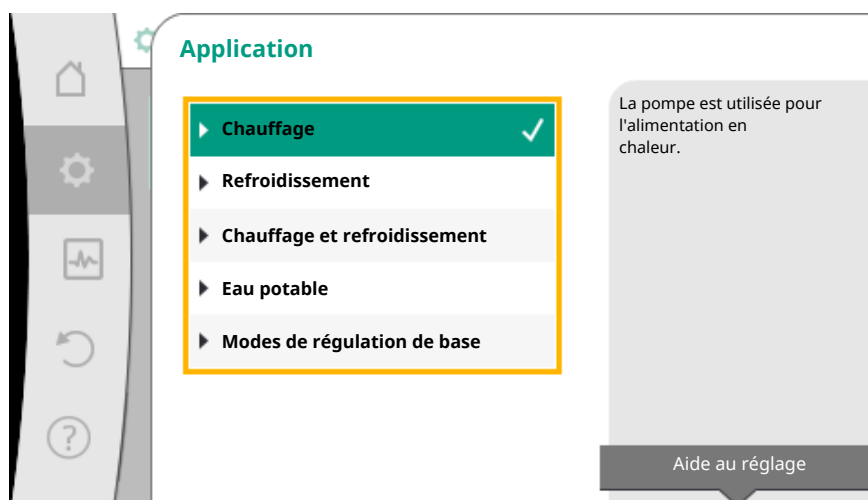 Application
Chauffage
Refroidissement
Chauffage et refroidissement
Eau potable
Modes de régulation de base
La pompe est utilisée pour
l'alimentation en
chaleur.
Aide au réglage
?